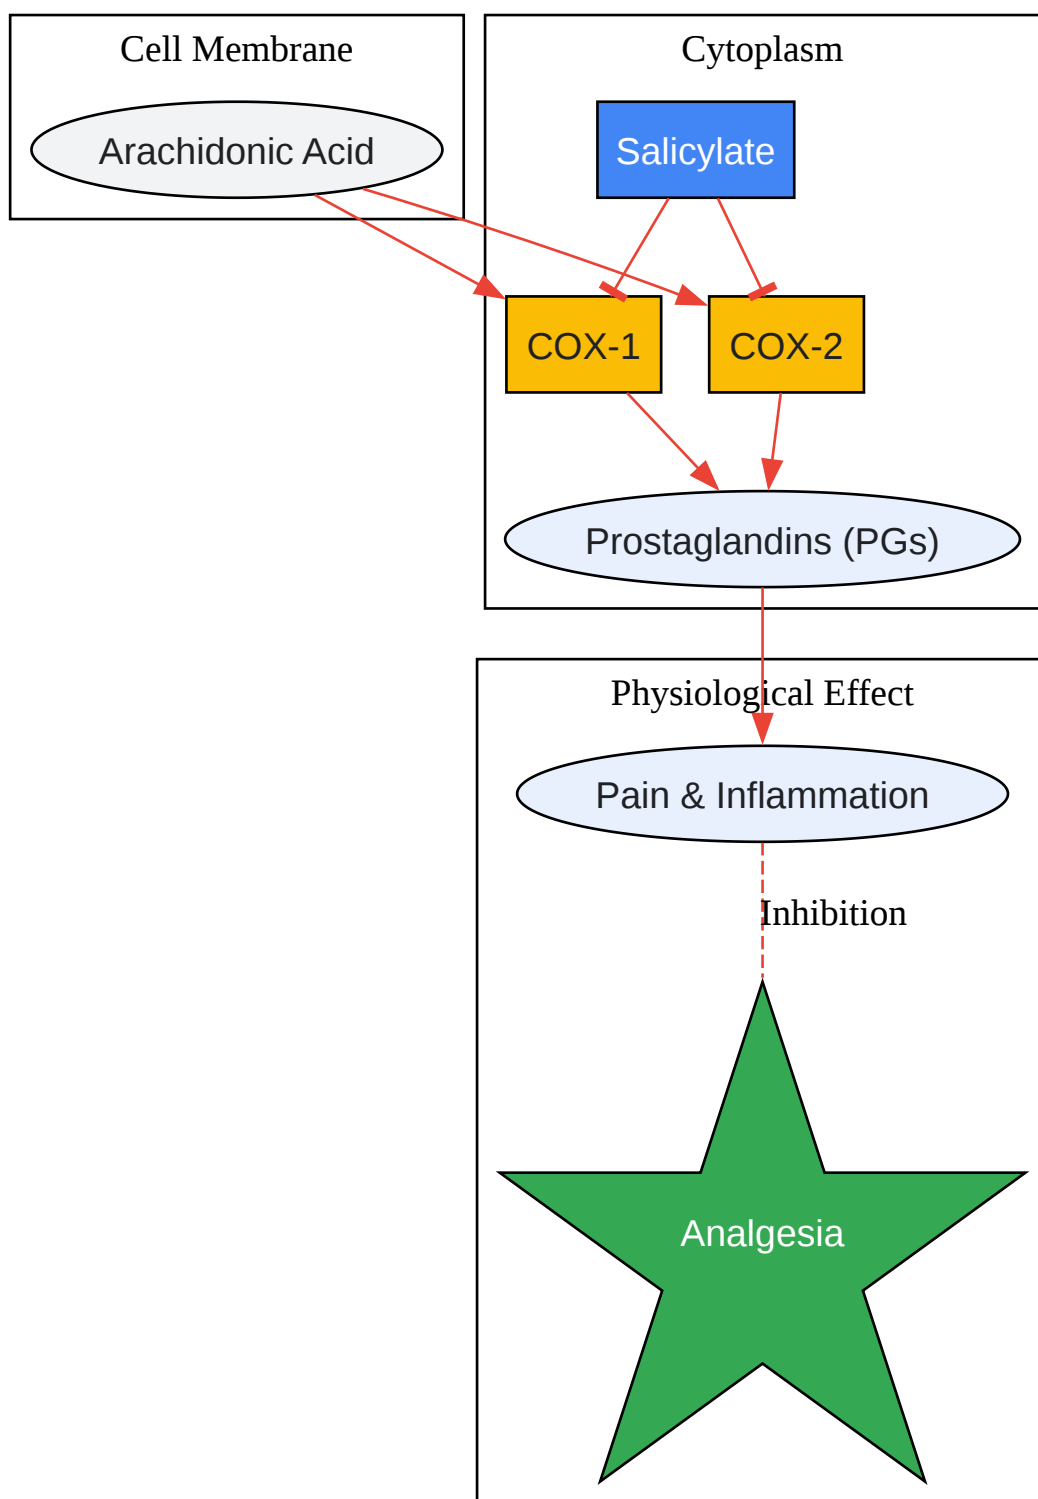 Cell Membrane
Arachidonic Acid
Cytoplasm
Salicylate
COX-1
COX-2
Prostaglandins (PGs)
Physiological Effect
Pain & Inflammation
Inhibition
Analgesia